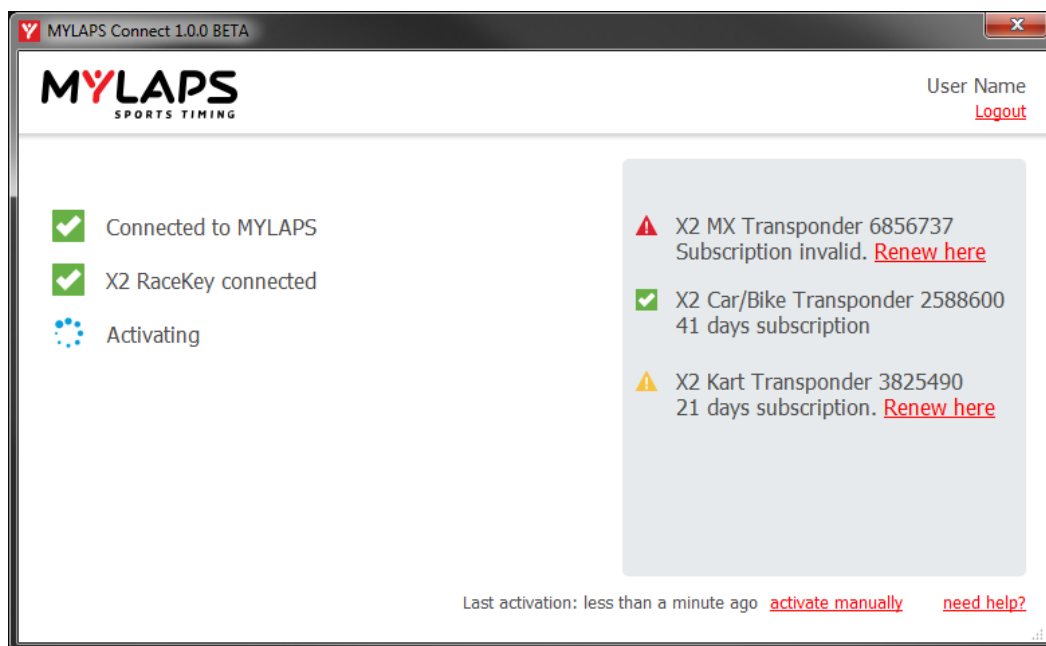 MYLAPS Connect 1.0.0 BETA
MYLAPS
SPORTS TIMING
User Name
Logout
Connected to MYLAPS
X2 RaceKey connected
Activating
X2 MX Transponder 6856737
Subscription invalid. Renew here
X2 Car/Bike Transponder 2588600
41 days subscription
X2 Kart Transponder 3825490
21 days subscription. Renew here
Last activation: less than a minute ago activate manually need help?